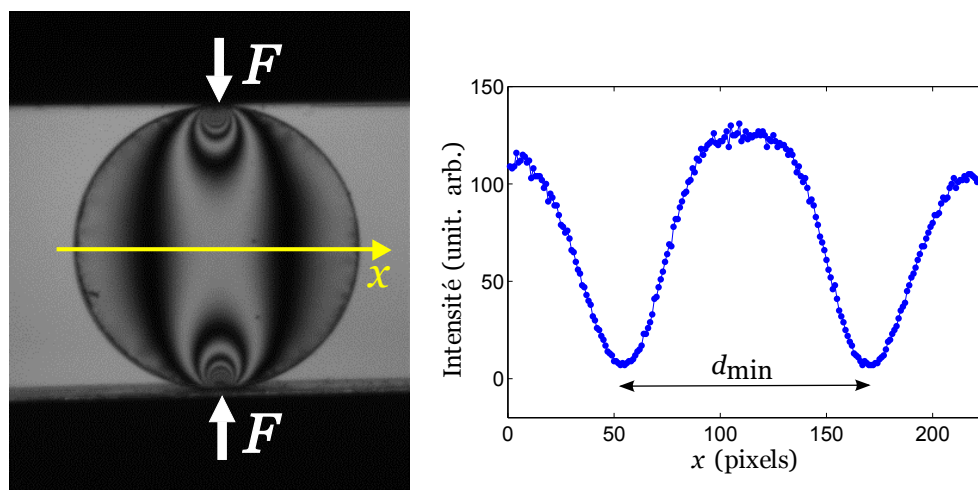 F
x
F
150
100
50
0
Intensité (unit. arb.)
d_min
0 50 100 150 200
x (pixels)